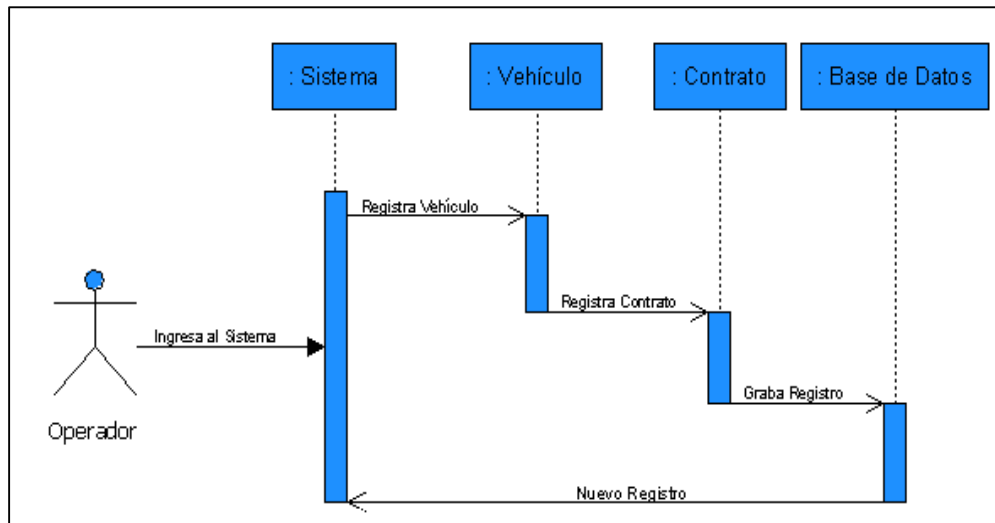 : Sistema
: Vehículo
: Contrato
: Base de Datos
Registra Vehículo
Registra Contrato
Ingresa al Sistema
Graba Registro
Operador
Nuevo Registro